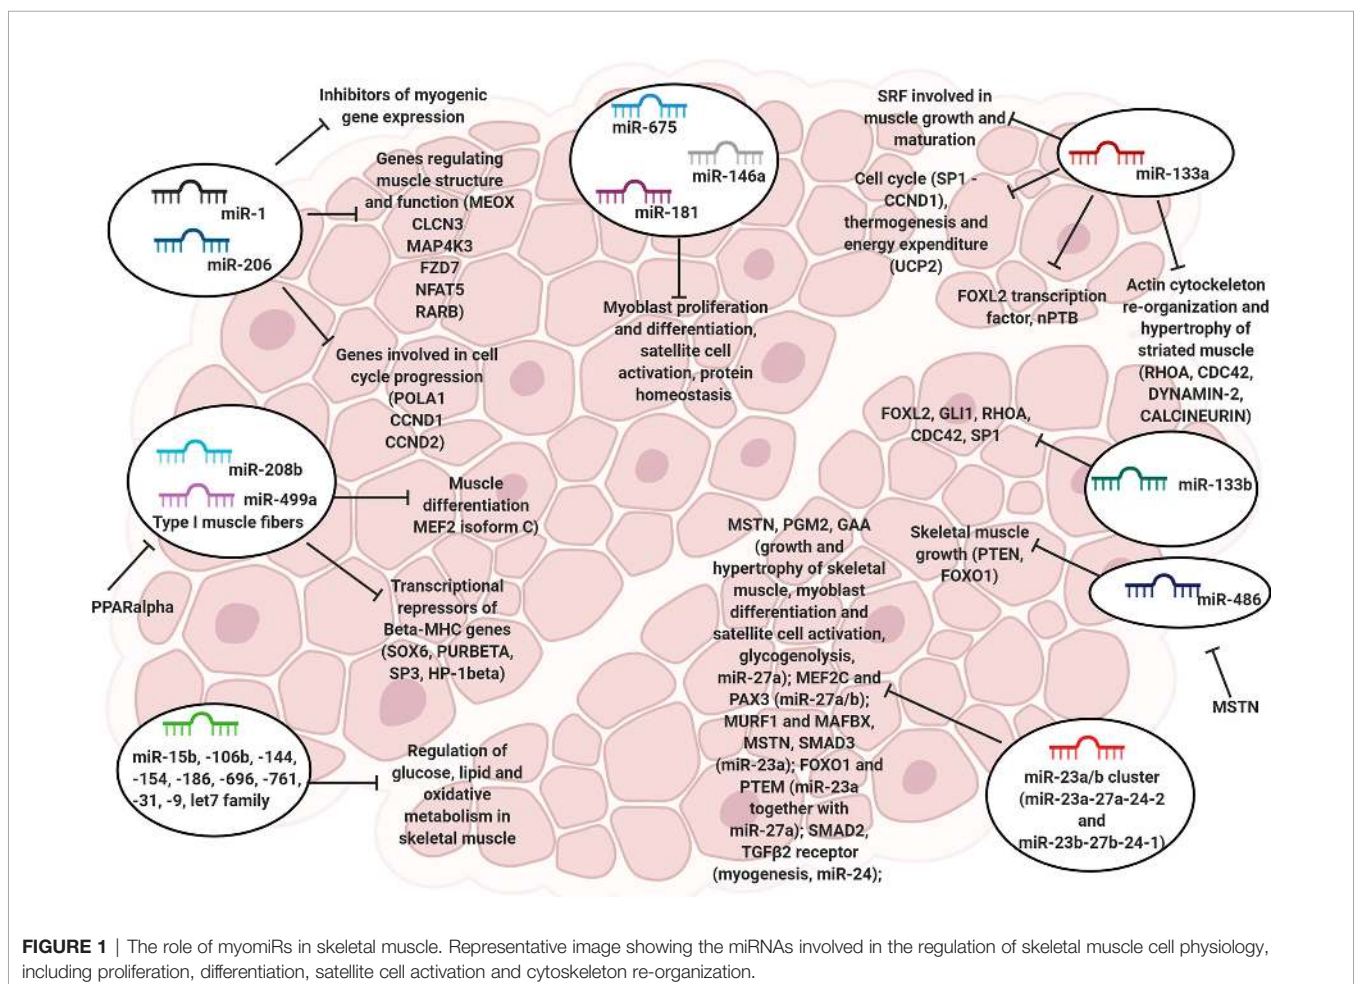 Inhibitors of myogenic
gene expression
miR-1
miR-206
Genes regulating
muscle structure
and function (MEOX
CLCN3
MAP4K3
FZD7
NFAT5
RARB)
Genes involved in cell
cycle progression
(POLA1
CCND1
CCND2)
miR-675
miR-146a
miR-181
Myoblast proliferation
and differentiation,
satellite cell
activation, protein
homeostasis
SRF involved in
muscle growth and
maturation
miR-133a
Cell cycle (SP1 -
CCND1),
thermogenesis and
energy expenditure
(UCP2)
FOXL2 transcription
factor, nPTB
Actin cytockeleton
re-organization and
hypertrophy of
striated muscle
(RHOA, CDC42,
DYNAMIN-2,
CALCINEURIN)
miR-208b
miR-499a
Type I muscle fibers
PPARalpha
Muscle
differentiation
MEF2 isoform C)
Transcriptional
repressors of
Beta-MHC genes
(SOX6, PURBETA,
SP3, HP-1beta)
FOXL2, GLI1, RHOA,
CDC42, SP1
miR-133b
Skeletal muscle
growth (PTEN,
FOXO1)
miR-486
MSTN
MSTN, PGM2, GAA
(growth and
hypertrophy of skeletal
muscle, myoblast
differentiation and
satellite cell activation,
glycogenolysis,
miR-27a); MEF2C and
PAX3 (miR-27a/b);
MURF1 and MAFBX,
MSTN, SMAD3
(miR-23a); FOXO1 and
PTEM (miR-23a
together with
miR-27a); SMAD2,
TGFβ2 receptor
(myogenesis, miR-24);
miR-23a/b cluster
(miR-23a-27a-24-2
and
miR-23b-27b-24-1)
miR-15b, -106b, -144,
-154, -186, -696, -761,
-31, -9, let7 family
Regulation of
glucose, lipid and
oxidative
metabolism in
skeletal muscle
FIGURE 1 | The role of myomiRs in skeletal muscle. Representative image showing the miRNAs involved in the regulation of skeletal muscle cell physiology,
including proliferation, differentiation, satellite cell activation and cytoskeleton re-organization.